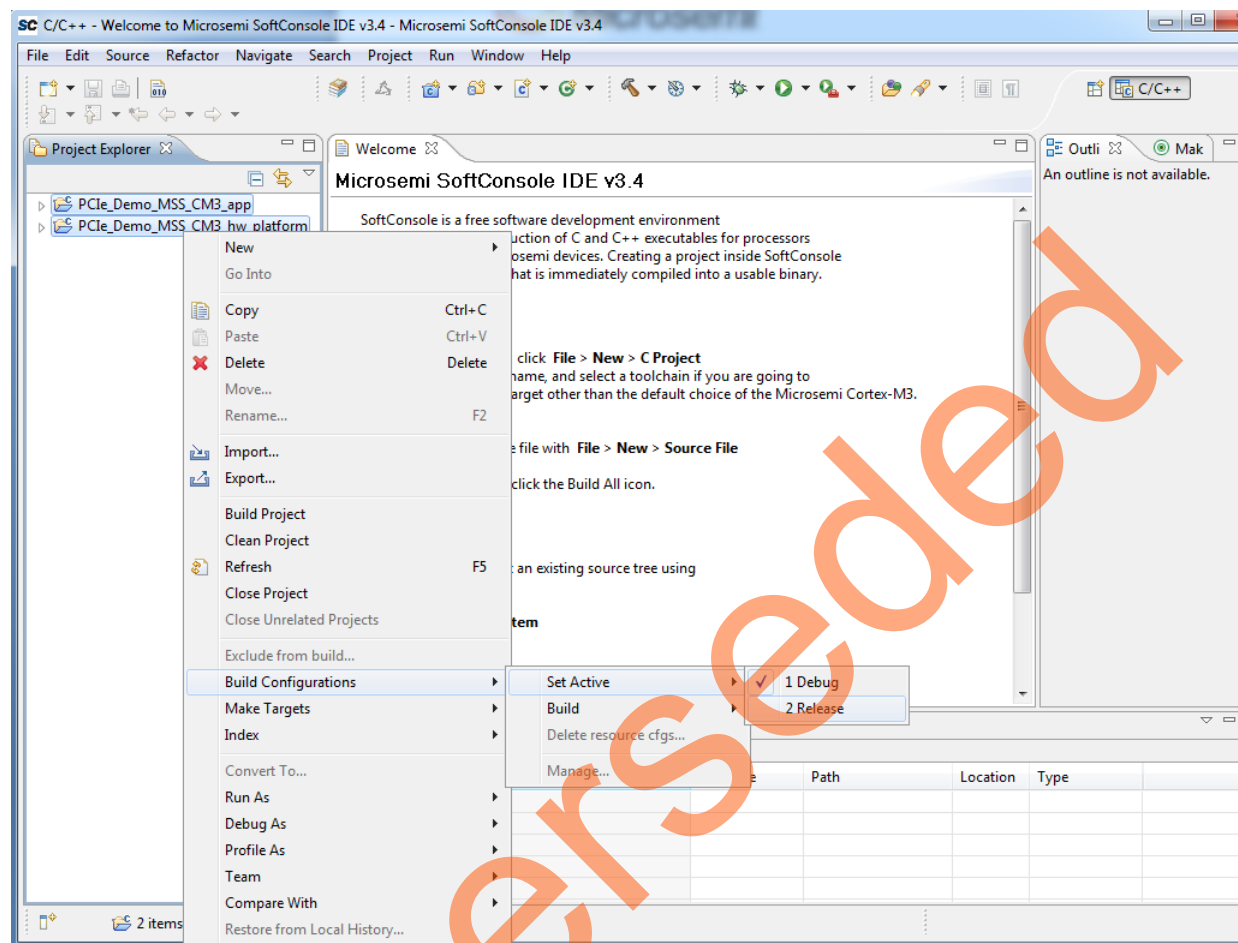 Microsemi
SC C/C++ - Welcome to Microsemi SoftConsole IDE v3.4 - Microsemi SoftConsole IDE v3.4
File Edit Source Refactor Navigate Search Project Run Window Help
C/C++
Project Explorer
Welcome
Outli
Mak
Microsemi SoftConsole IDE v3.4
An outline is not available.
PCIe_Demo_MSS_CM3_app
PCIe_Demo_MSS_CM3_hw_platform
SoftConsole is a free software development environment
uction of C and C++ executables for processors
osemi devices. Creating a project inside SoftConsole
hat is immediately compiled into a usable binary.
click File > New > C Project
name, and select a toolchain if you are going to
arget other than the default choice of the Microsemi Cortex-M3.
e file with File > New > Source File
click the Build All icon.
an existing source tree using
tem
New
Go Into
Copy Ctrl+C
Paste Ctrl+V
Delete Delete
Move...
Rename... F2
Import...
Export...
Build Project
Clean Project
Refresh F5
Close Project
Close Unrelated Projects
Exclude from build...
Build Configurations
Make Targets
Index
Convert To...
Run As
Debug As
Profile As
Team
Compare With
Restore from Local History...
Set Active
Build
Delete resource cfgs...
Manage...
1 Debug
2 Release
e Path Location Type
2 items
erseded